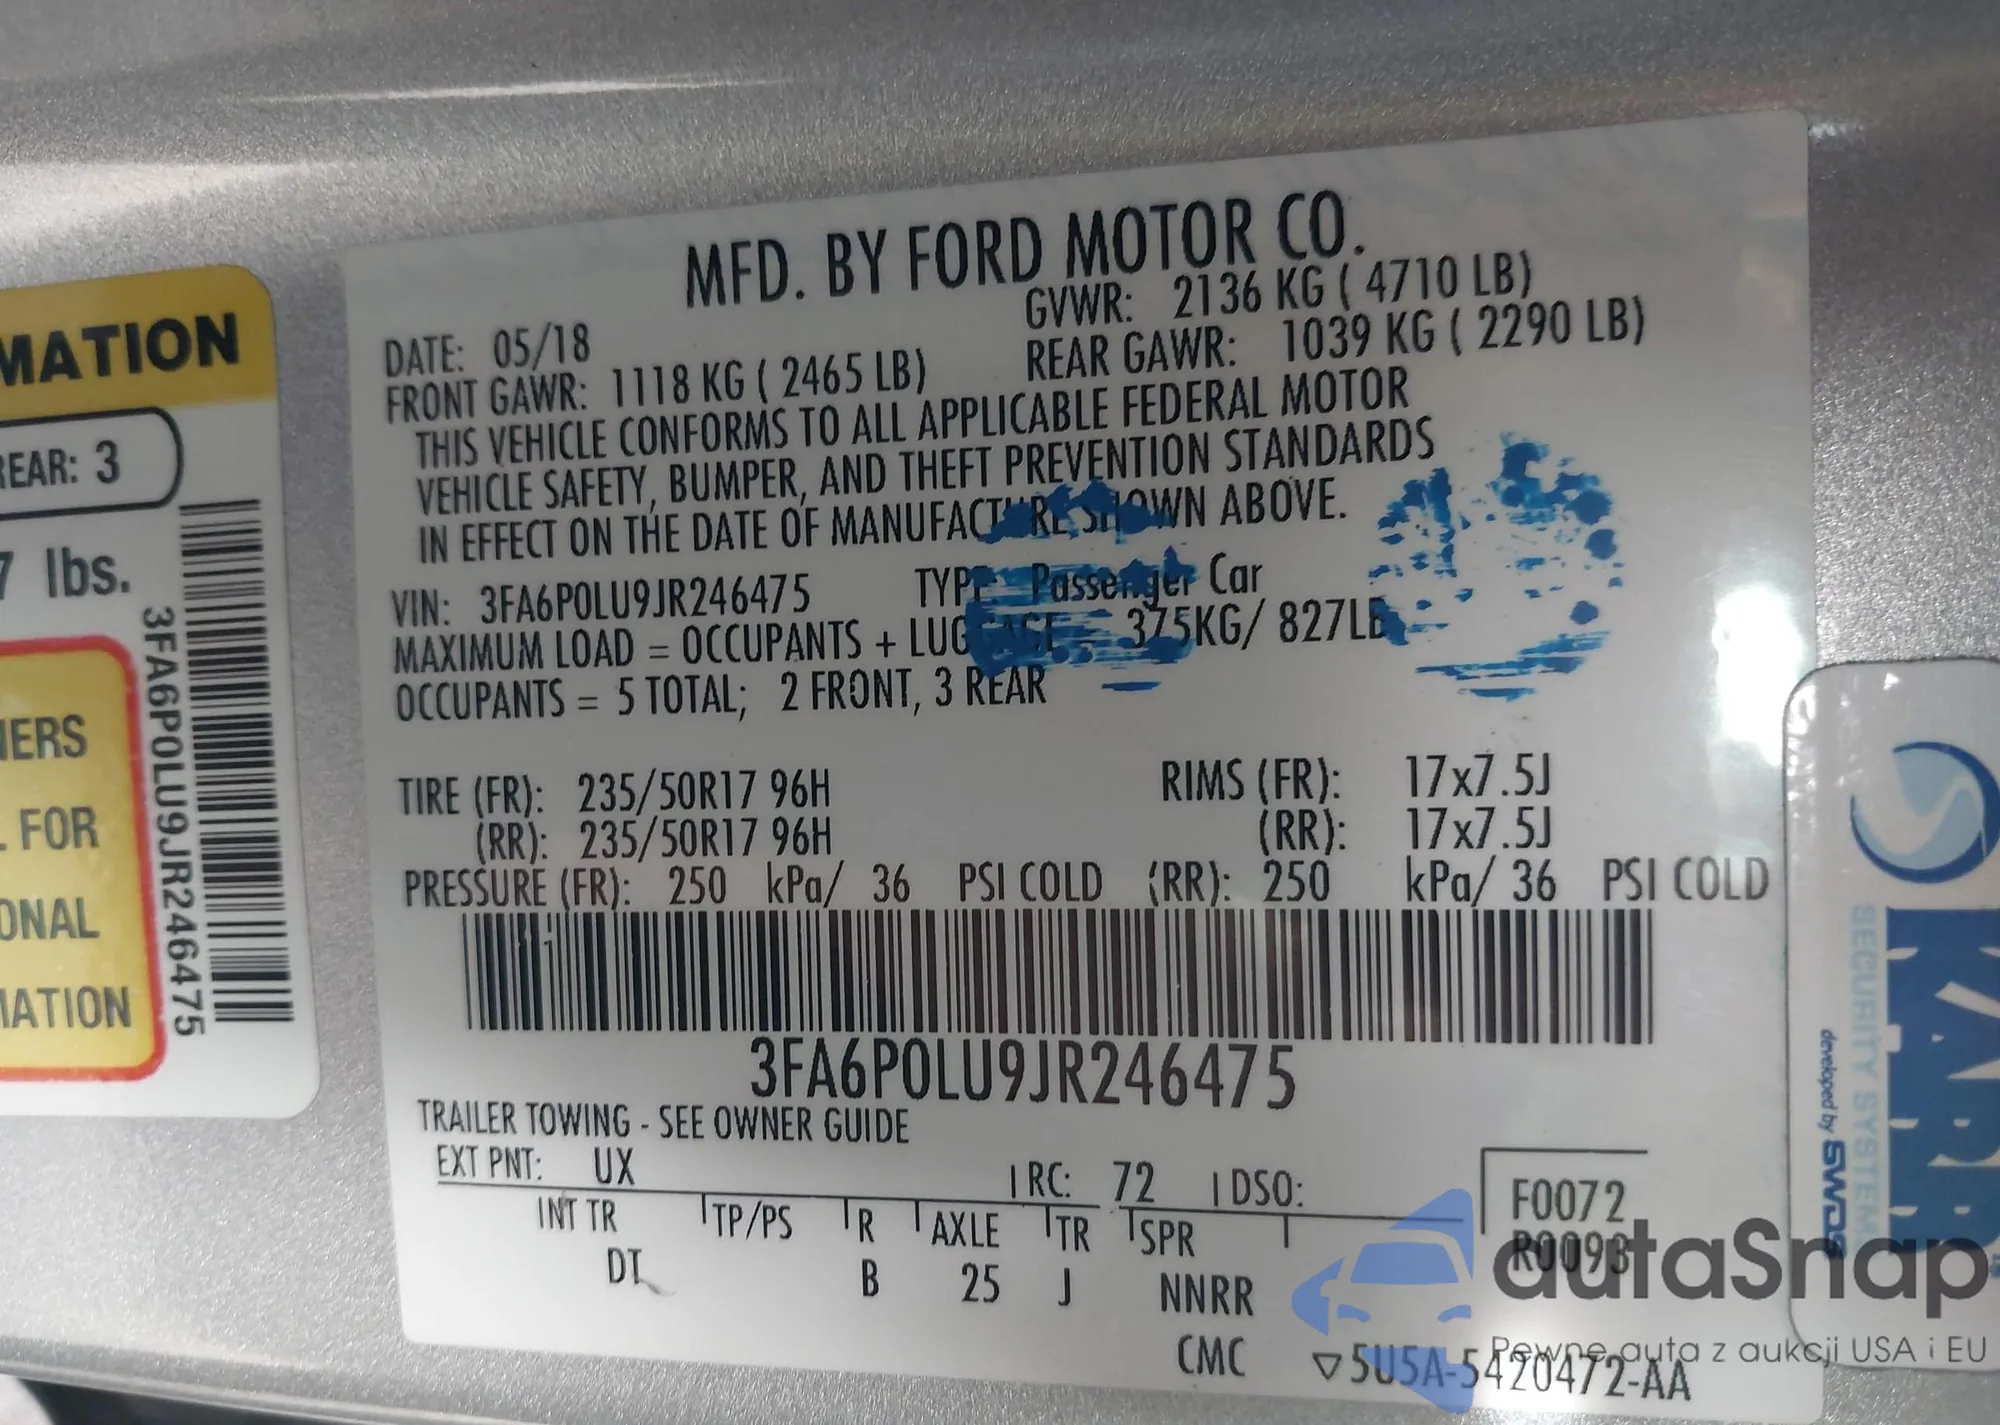 MATION
REAR: 3
7 lbs.
3FA6P0LU9JR246475
FOR
ONAL
MFD. BY FORD MOTOR CO.
DATE: 05/18 GVWR: 2136 KG ( 4710 LB)
FRONT GAWR: 1118 KG ( 2465 LB) REAR GAWR: 1039 KG ( 2290 LB)
THIS VEHICLE CONFORMS TO ALL APPLICABLE FEDERAL MOTOR
VEHICLE SAFETY, BUMPER, AND THEFT PREVENTION STANDARDS
IN EFFECT ON THE DATE OF MANUFACTURE SHOWN ABOVE.
VIN: 3FA6P0LU9JR246475 TYPE: Passenger Car
MAXIMUM LOAD = OCCUPANTS + LUGGAGE = 375KG/ 827LB
OCCUPANTS = 5 TOTAL; 2 FRONT, 3 REAR
TIRE (FR): 235/50R17 96H RIMS (FR): 17x7.5J
(RR): 235/50R17 96H (RR): 17x7.5J
PRESSURE (FR): 250 kPa/ 36 PSI COLD (RR): 250 kPa/ 36 PSI COLD
3FA6P0LU9JR246475
TRAILER TOWING - SEE OWNER GUIDE
EXT PNT: UX RC: 72 DSO: F0072
INT TR TP/PS R AXLE TR SPR R0093
DT B 25 J NNRR
CMC ▽5U5A-5420472-AA
KARR
SECURITY SYSTEMS
developed by SWDS
autaSnap
Pewne auta z aukcji USA i EU